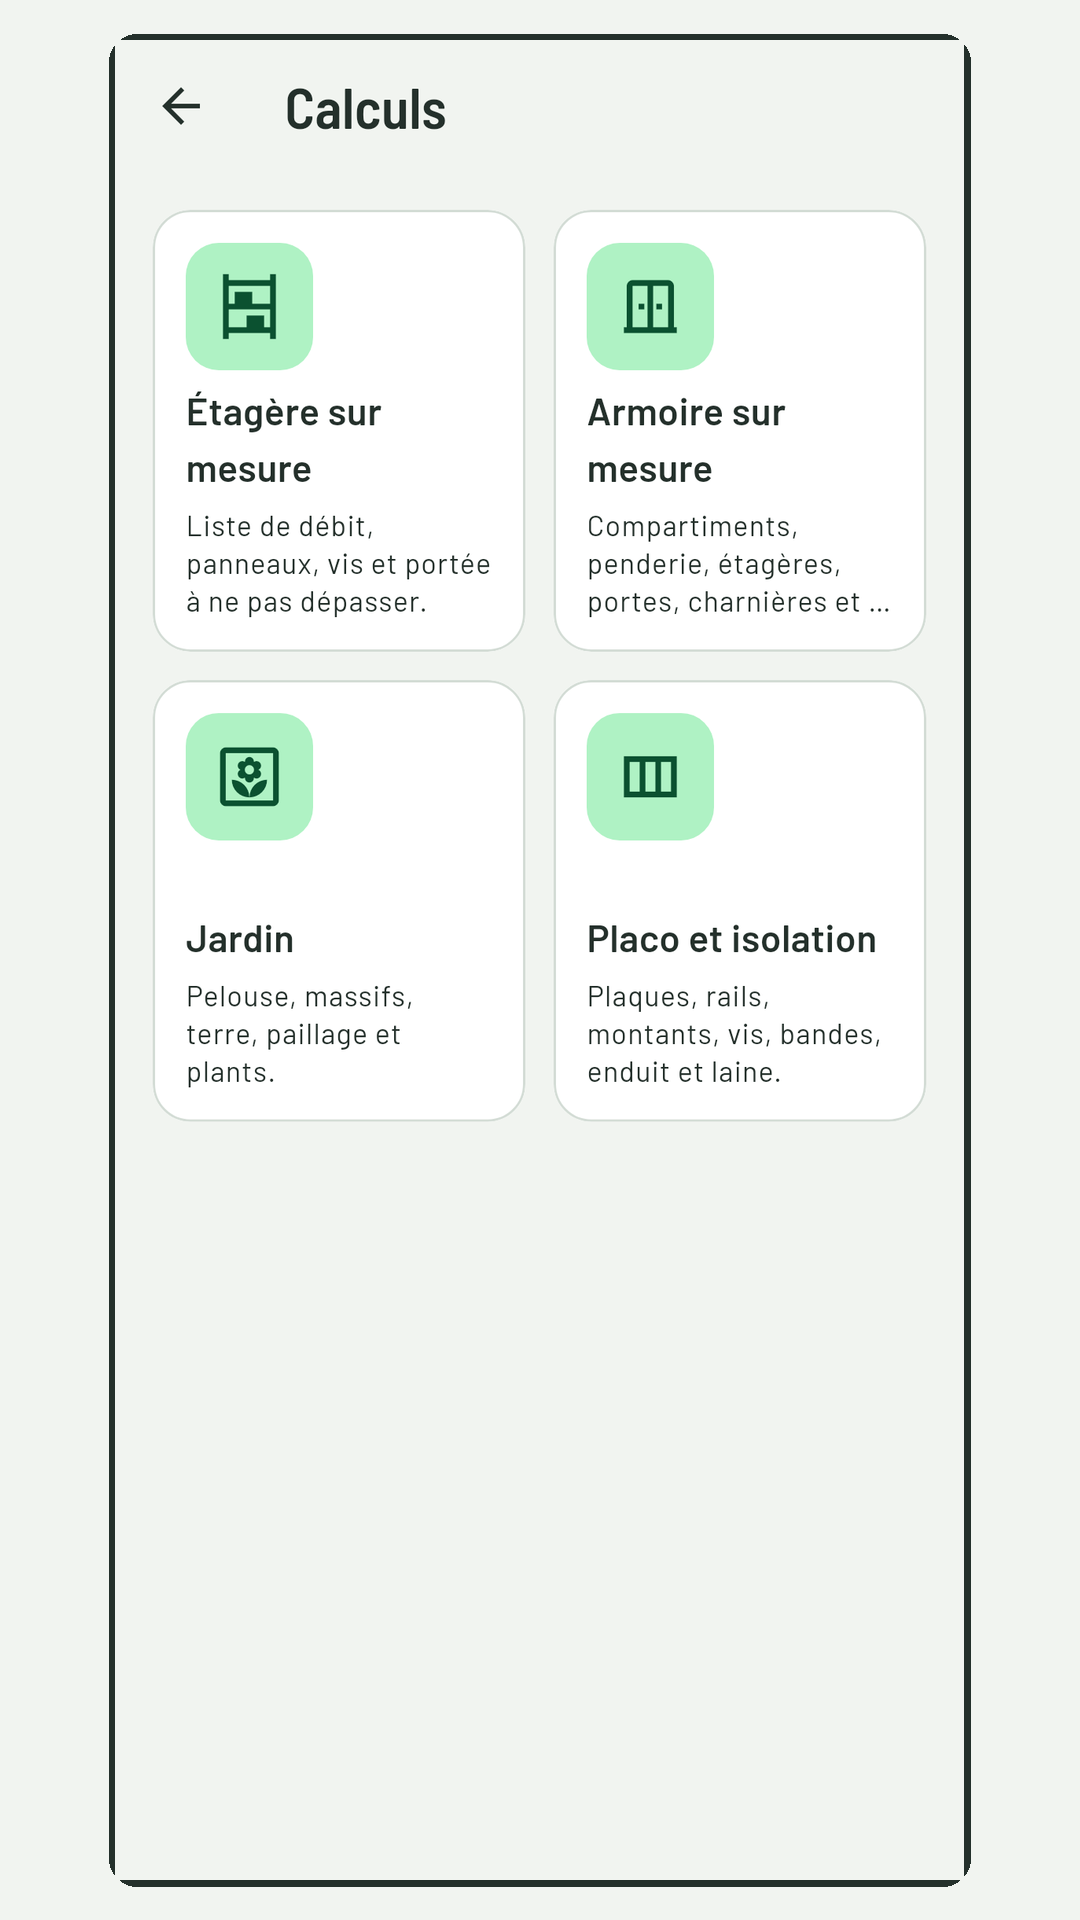 Calculs
Étagère sur
mesure
Liste de débit,
panneaux, vis et portée
à ne pas dépasser.
Armoire sur
mesure
Compartiments,
penderie, étagères,
portes, charnières et ...
Jardin
Pelouse, massifs,
terre, paillage et
plants.
Placo et isolation
Plaques, rails,
montants, vis, bandes,
enduit et laine.